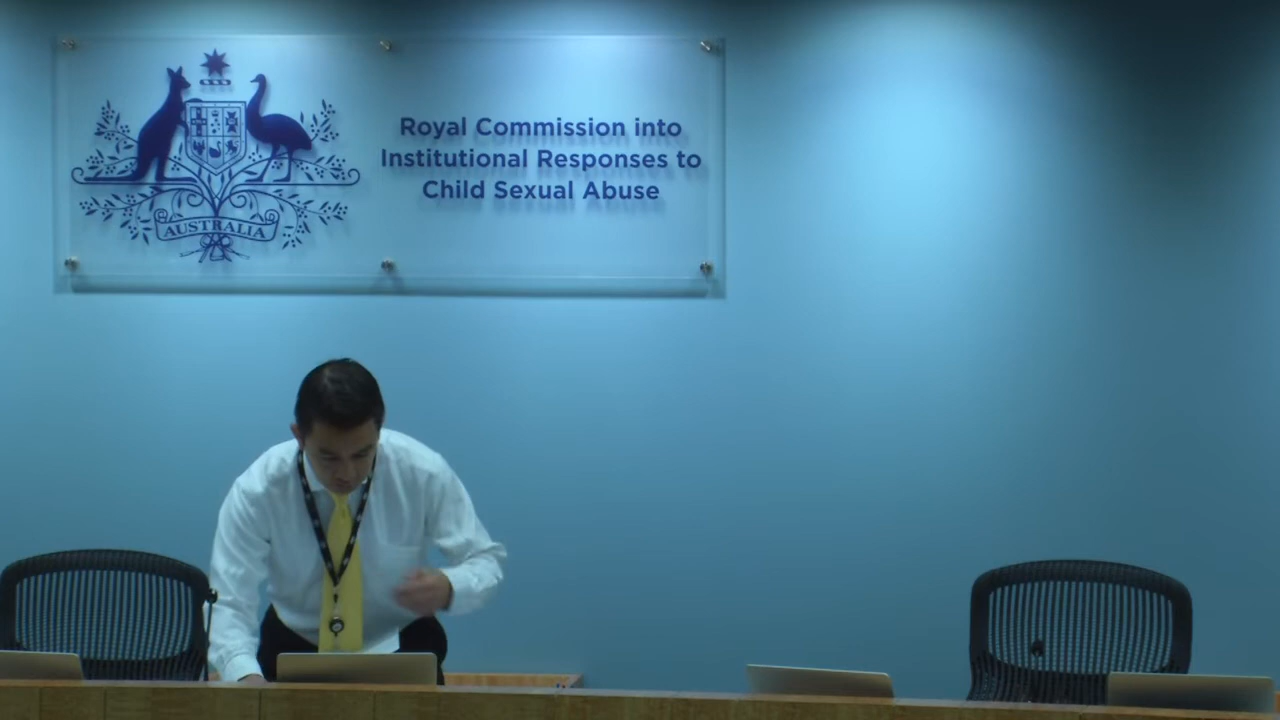 Royal Commission into
Institutional Responses to
Child Sexual Abuse
AUSTRALIA